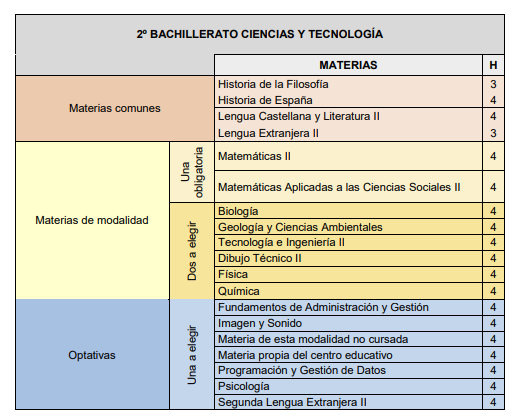 2º BACHILLERATO CIENCIAS Y TECNOLOGÍA
MATERIAS H
Materias comunes
Historia de la Filosofía 3
Historia de España 4
Lengua Castellana y Literatura II 4
Lengua Extranjera II 3
Materias de modalidad
Una obligatoria
Matemáticas II 4
Matemáticas Aplicadas a las Ciencias Sociales II 4
Dos a elegir
Biología 4
Geología y Ciencias Ambientales 4
Tecnología e Ingeniería II 4
Dibujo Técnico II 4
Física 4
Química 4
Optativas
Una a elegir
Fundamentos de Administración y Gestión 4
Imagen y Sonido 4
Materia de esta modalidad no cursada 4
Materia propia del centro educativo 4
Programación y Gestión de Datos 4
Psicología 4
Segunda Lengua Extranjera II 4